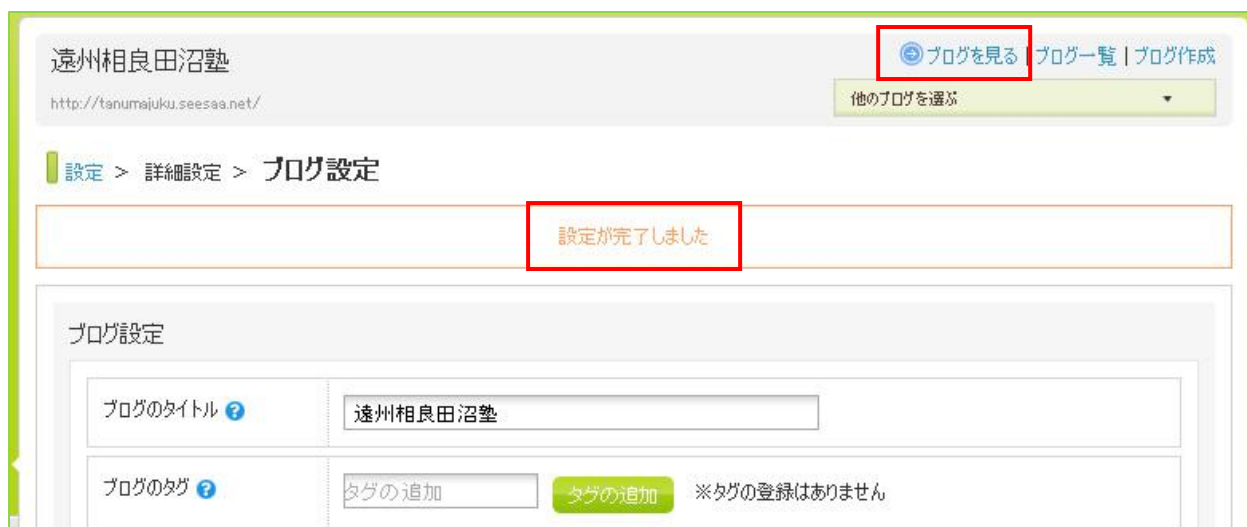 遠州相良田沼塾
ブログを見る | ブログ一覧 | ブログ作成
http://tanumajuku.seesaa.net/
他のブログを選ぶ
設定 > 詳細設定 > ブログ設定
設定が完了しました
ブログ設定
ブログのタイトル
遠州相良田沼塾
ブログのタグ
タグの追加
タグの追加
※タグの登録はありません